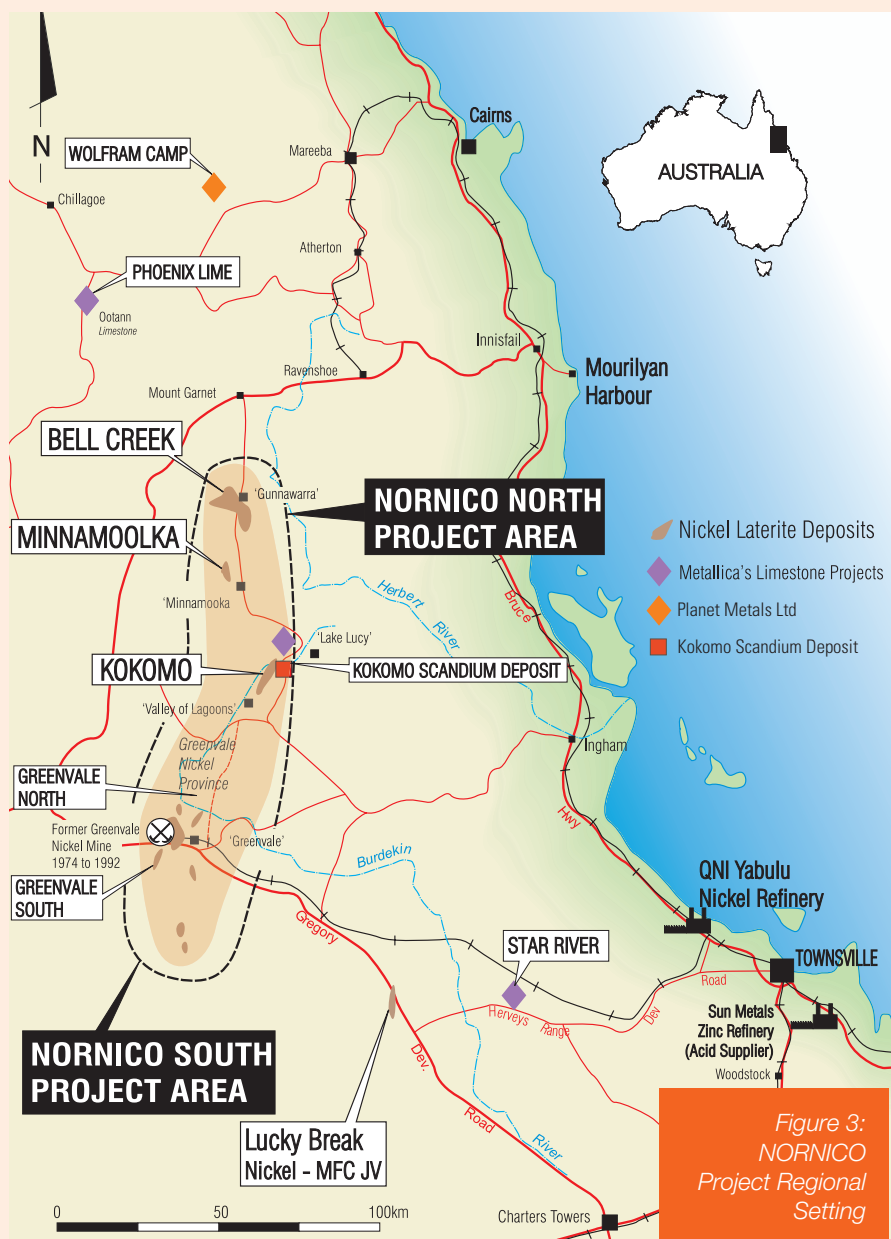 N
WOLFRAM CAMP
Chillagoe
Mareeba
Cairns
AUSTRALIA
Atherton
PHOENIX LIME
Ootann
Limestone
Innisfail
Ravenshoe
Mourilyan
Harbour
Mount Garnet
BELL CREEK
'Gunnawarra'
NORNICO NORTH
PROJECT AREA
MINNAMOOLKA
'Minnamooka
Nickel Laterite Deposits
Metallica's Limestone Projects
Planet Metals Ltd
Kokomo Scandium Deposit
Herbert
River
Bruce
'Lake Lucy'
KOKOMO
KOKOMO SCANDIUM DEPOSIT
'Valley of Lagoons'
Greenvale
Nickel
Province
Ingham
GREENVALE
NORTH
Hwy
Former Greenvale
Nickel Mine
1974 to 1992
'Greenvale'
Burdekin
GREENVALE
SOUTH
QNI Yabulu
Nickel Refinery
Gregory
STAR RIVER
TOWNSVILLE
Road
Herveys
Range
Dev
Sun Metals
Zinc Refinery
(Acid Supplier)
Woodstock
NORNICO SOUTH
PROJECT AREA
Dev.
Road
River
Lucky Break
Nickel - MFC JV
Charters Towers
0
50
100km
Figure 3:
NORNICO
Project Regional
Setting